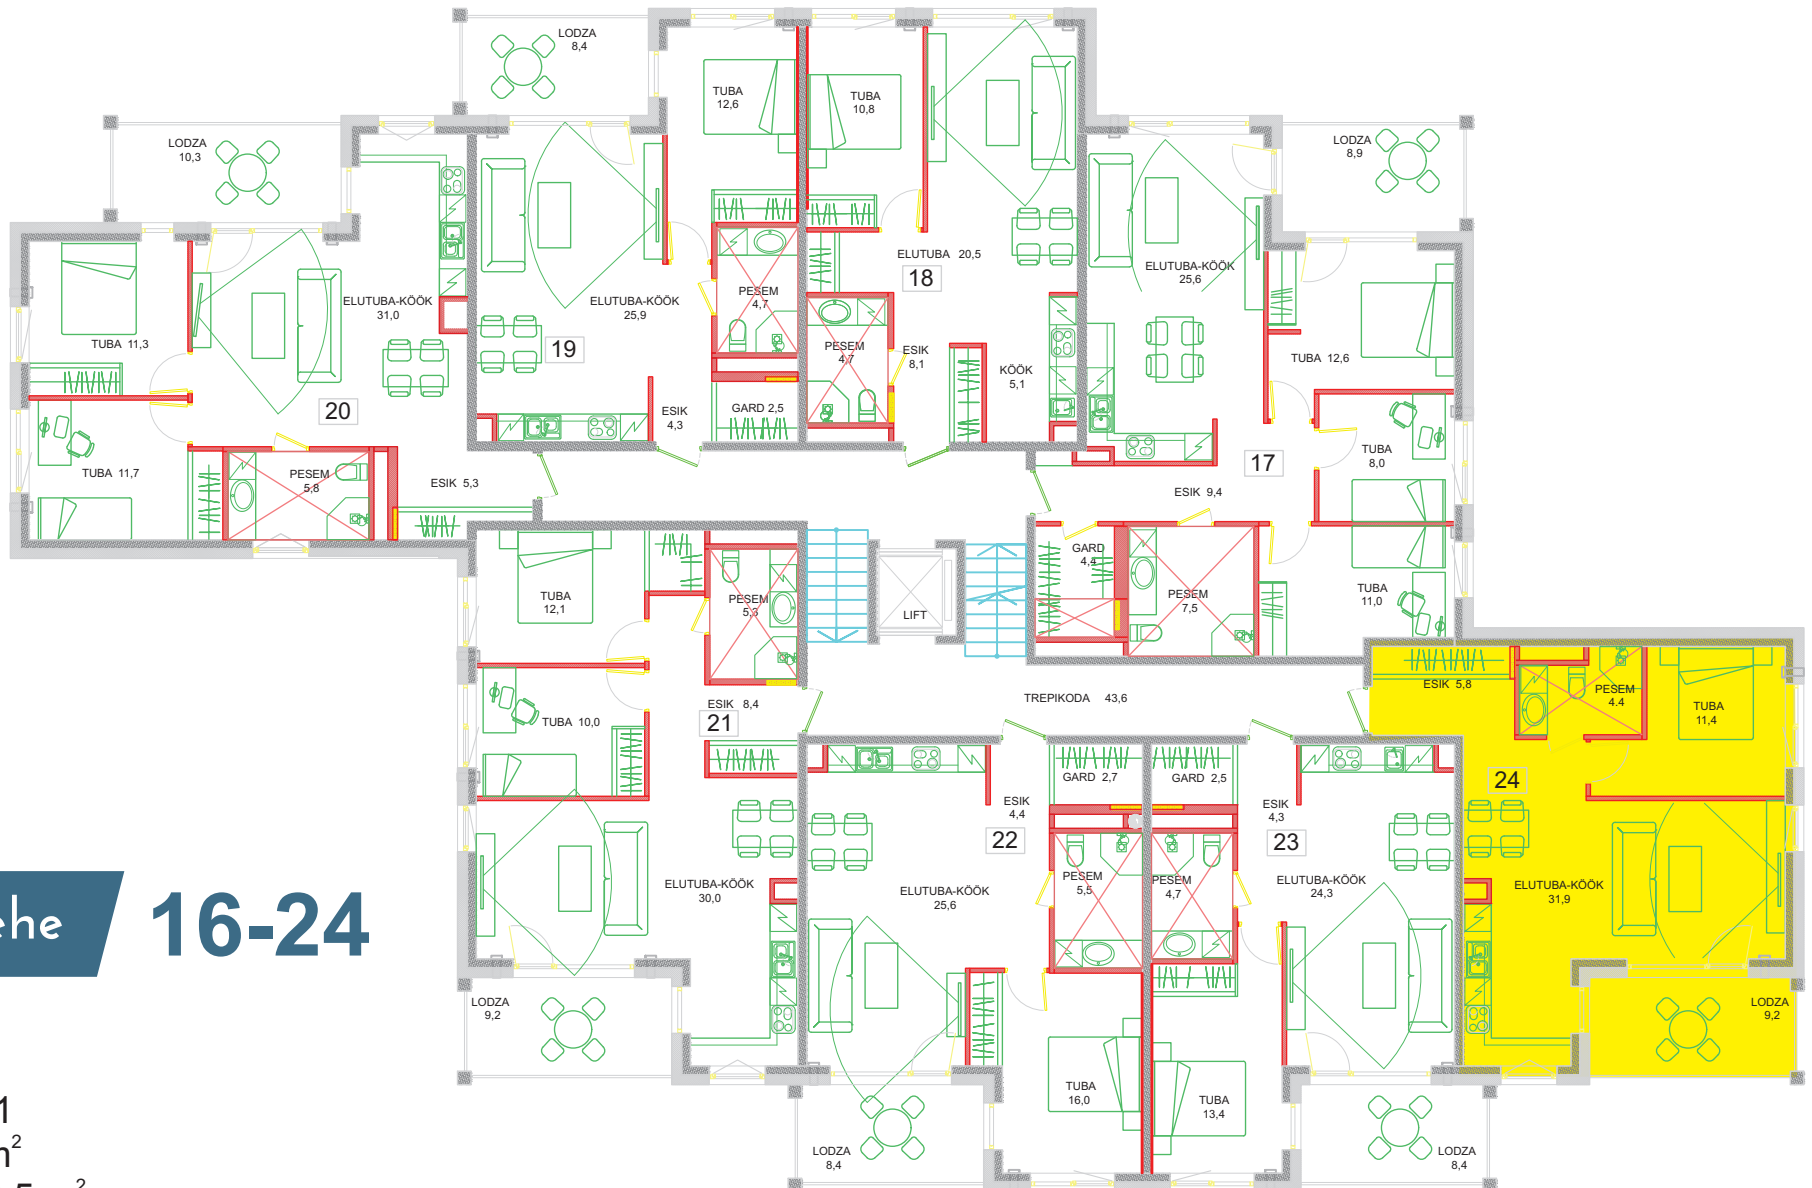 LODZA
8,4
TUBA
12,6
TUBA
10,8
LODZA
10,3
LODZA
8,9
ELUTUBA 20,5
18
ELUTUBA-KÖÖK
25,6
ELUTUBA-KÖÖK
31,0
ELUTUBA-KÖÖK
25,9
PESEM
4,7
TUBA 11,3
19
PESEM
4,7
ESIK
8,1
KÖÖK
5,1
TUBA 12,6
20
ESIK
4,3
GARD 2,5
TUBA 11,7
PESEM
5,8
ESIK 5,3
17
TUBA
8,0
ESIK 9,4
GARD
4,4
PESEM
7,5
TUBA
11,0
TUBA
12,1
PESEM
5,3
LIFT
TREPIKODA 43,6
ESIK 8,4
21
TUBA 10,0
ESIK 5,8
PESEM
4.4
TUBA
11,4
24
GARD 2,7
GARD 2,5
ESIK
4,4
22
ESIK
4,3
23
ELUTUBA-KÖÖK
30,0
ELUTUBA-KÖÖK
25,6
PESEM
5,5
PESEM
4,7
ELUTUBA-KÖÖK
24,3
ELUTUBA-KÖÖK
31,9
ehe
16-24
LODZA
9,2
LODZA
9,2
TUBA
16,0
TUBA
13,4
LODZA
8,4
LODZA
8,4
1
m²
5 m²